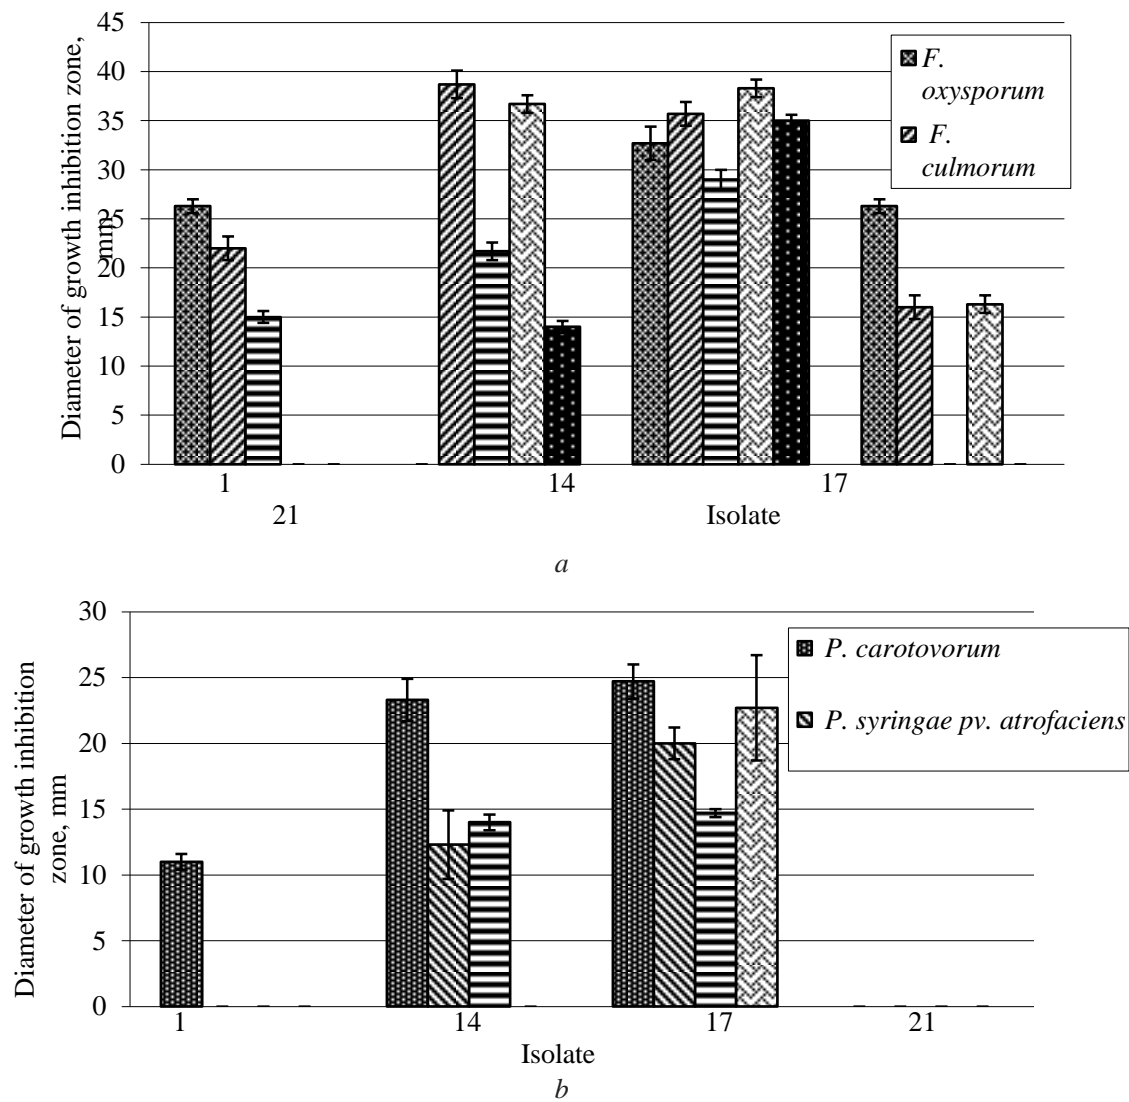 45
40
35
30
25
20
15
10
5
0
Diameter of growth inhibition zone,
mm
F.
oxysporum
F.
culmorum
1 14 17
21 Isolate
a
30
25
20
15
10
5
0
Diameter of growth inhibition
zone, mm
P. carotovorum
P. syringae pv. atrofaciens
1 14 17 21
Isolate
b